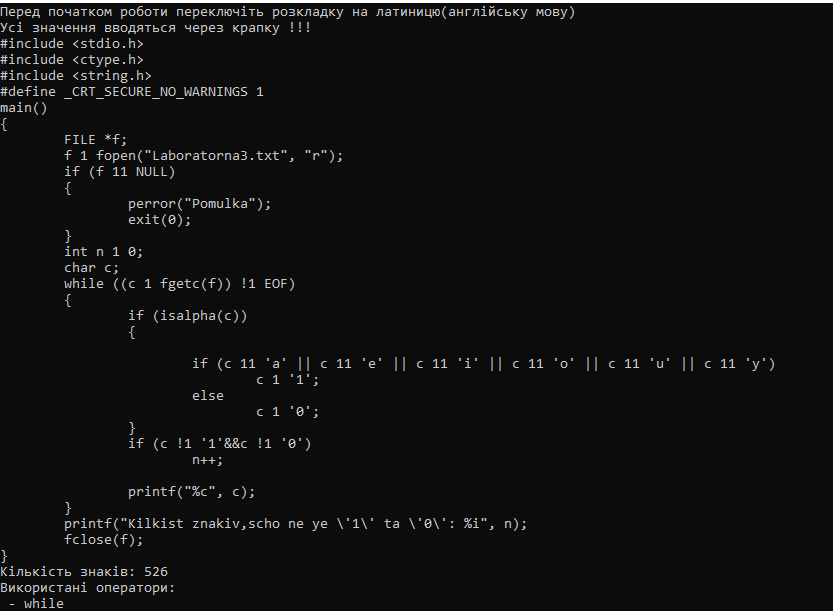 Перед початком роботи переключіть розкладку на латиницю(англійську мову)
Усі значення вводяться через крапку !!!
#include <stdio.h>
#include <ctype.h>
#include <string.h>
#define _CRT_SECURE_NO_WARNINGS 1
main()
{
        FILE *f;
        f 1 fopen("Laboratorna3.txt", "r");
        if (f 11 NULL)
        {
                perror("Pomulka");
                exit(0);
        }
        int n 1 0;
        char c;
        while ((c 1 fgetc(f)) !1 EOF)
        {
                if (isalpha(c))
                {

                        if (c 11 'a' || c 11 'e' || c 11 'i' || c 11 'o' || c 11 'u' || c 11 'y')
                                c 1 '1';
                        else
                                c 1 '0';
                }
                if (c !1 '1'&&c !1 '0')
                        n++;

                printf("%c", c);
        }
        printf("Kilkist znakiv,scho ne ye \'1\' ta \'0\': %i", n);
        fclose(f);
}
Кількість знаків: 526
Використані оператори:
 - while